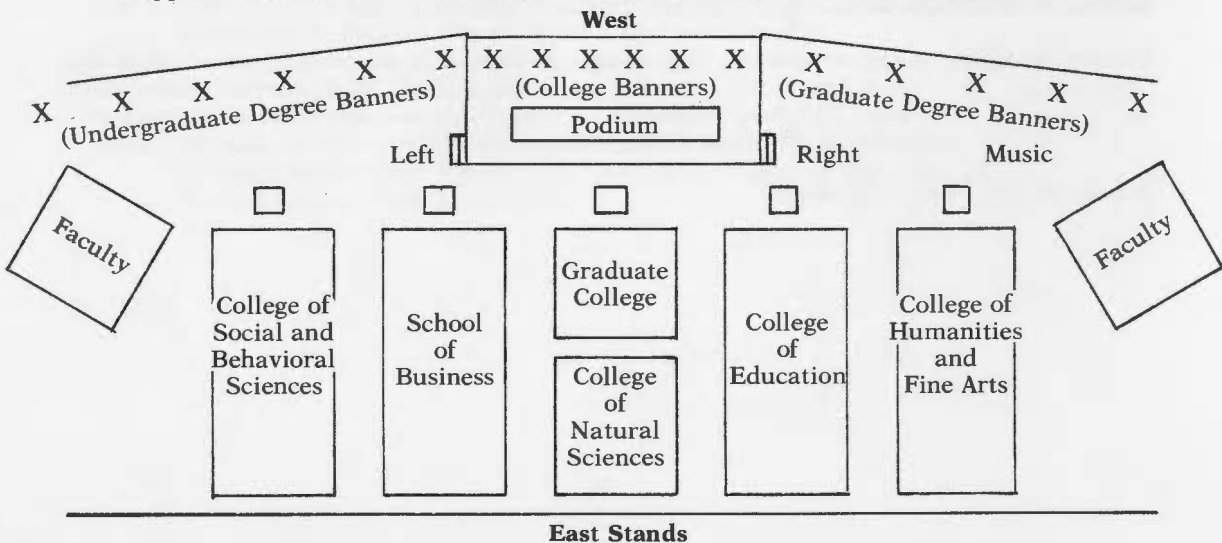 West
X X X X X X X X X X X X X X X X X
(Undergraduate Degree Banners)
(College Banners)
(Graduate Degree Banners)
Podium
Left
Right
Music
Faculty
College of
Social and
Behavioral
Sciences
School
of
Business
Graduate
College
College
of
Natural
Sciences
College
of
Education
College of
Humanities
and
Fine Arts
Faculty
East Stands